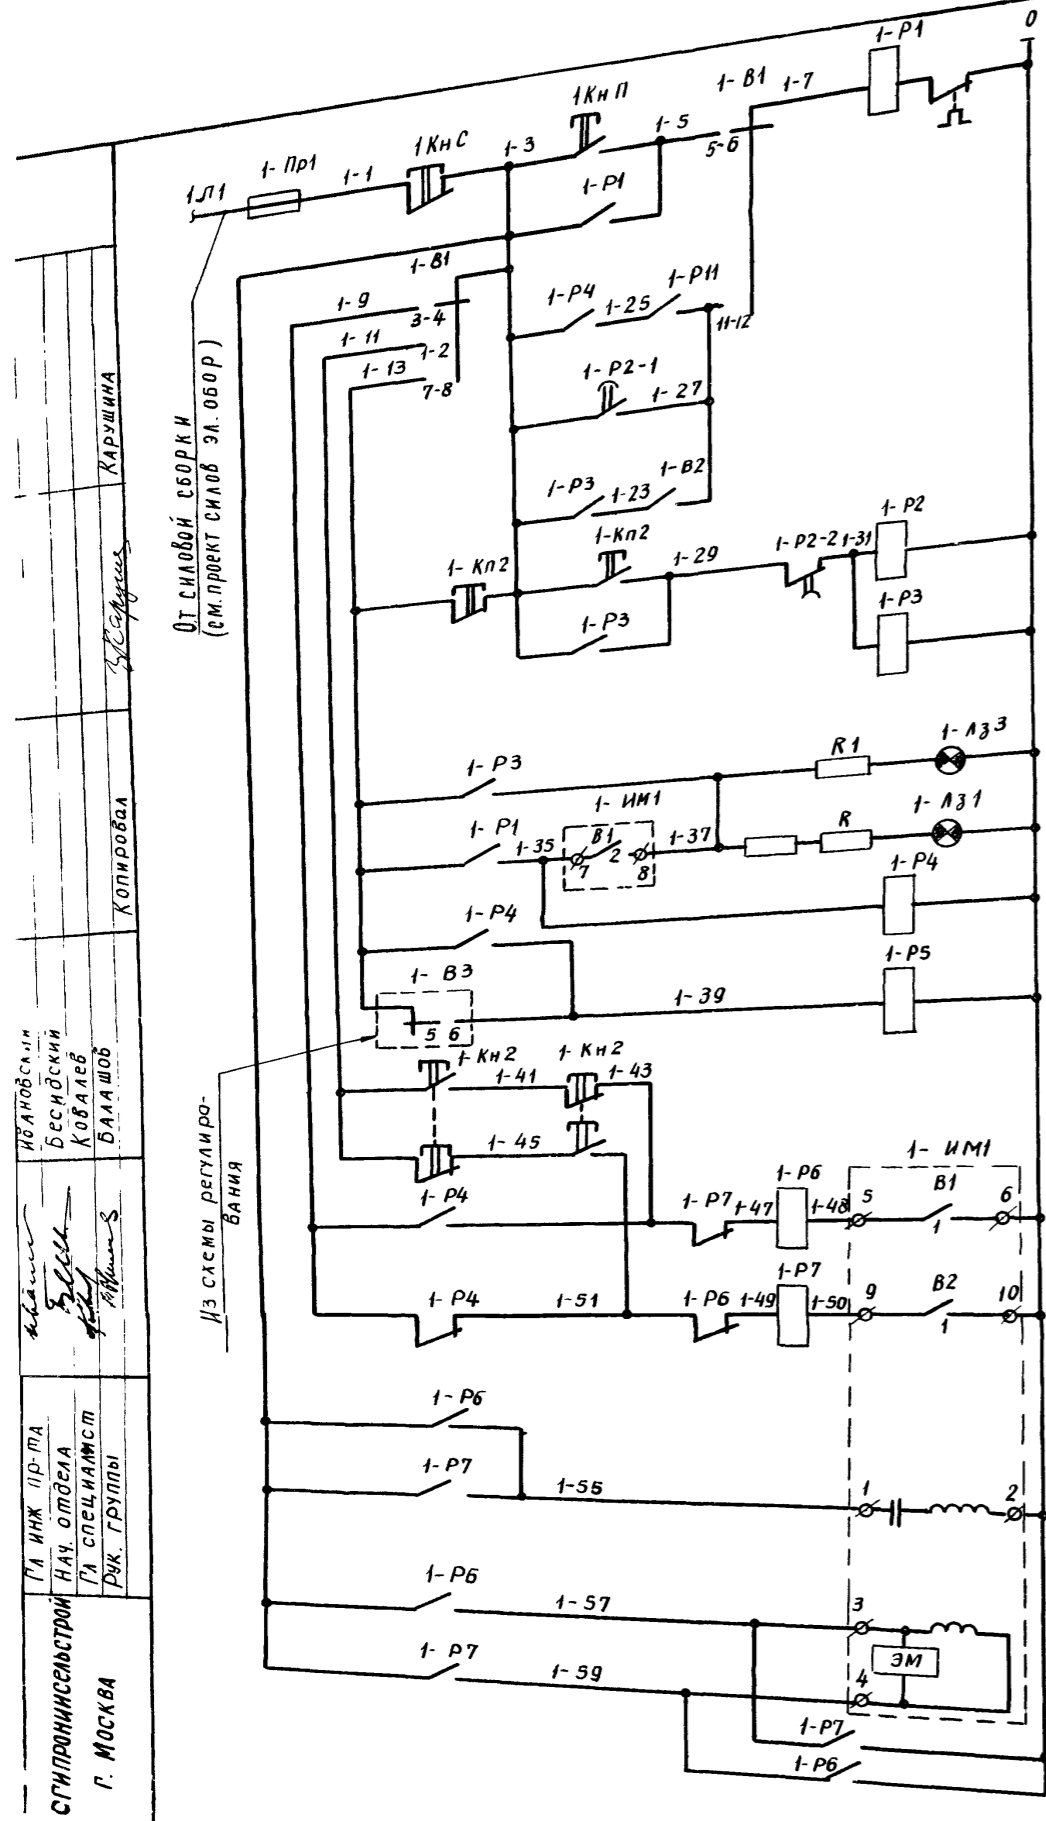 0
1-Р1
1-В1
1-7
1КнП
1-5
5-6
1-3
1КнС
1-Пр1
1-1
1Л1
1-Р1
1-В1
1-9
3-4
1-11
1-2
1-13
7-8
1-Р4
1-25
1-Р11
11-12
1-Р2-1
1-27
1-Р3
1-23
1-В2
1-Кп2
1-Кп2
1-29
1-Р2-2
1-31
1-Р2
1-Р3
1-Р3
От силовой сборки
(см. проект силов эл. обор)
1-Р3
R1
1-Лз3
1-ИМ1
1-Р1
1-35
В1
7
2
8
1-37
R
1-Лз1
1-Р4
1-Р4
1-Р5
1-В3
5 6
1-39
1-Кн2
1-41
1-Кн2
1-43
1-45
Из схемы регулиро-
вания
1-Р4
1-Р7
1-47
1-Р6
1-48
1-ИМ1
5
В1
1
6
1-Р4
1-51
1-Р6
1-49
1-Р7
1-50
9
В2
1
10
1-Р6
1-Р7
1-55
1
2
1-Р6
1-57
3
ЭМ
1-Р7
1-59
4
1-Р7
1-Р6
Карушина
Копировал
Бесидский
Ковалев
Балашов
Гл инж пр-та
Нач. отдела
Гл специалист
Рук. группы
г. Москва